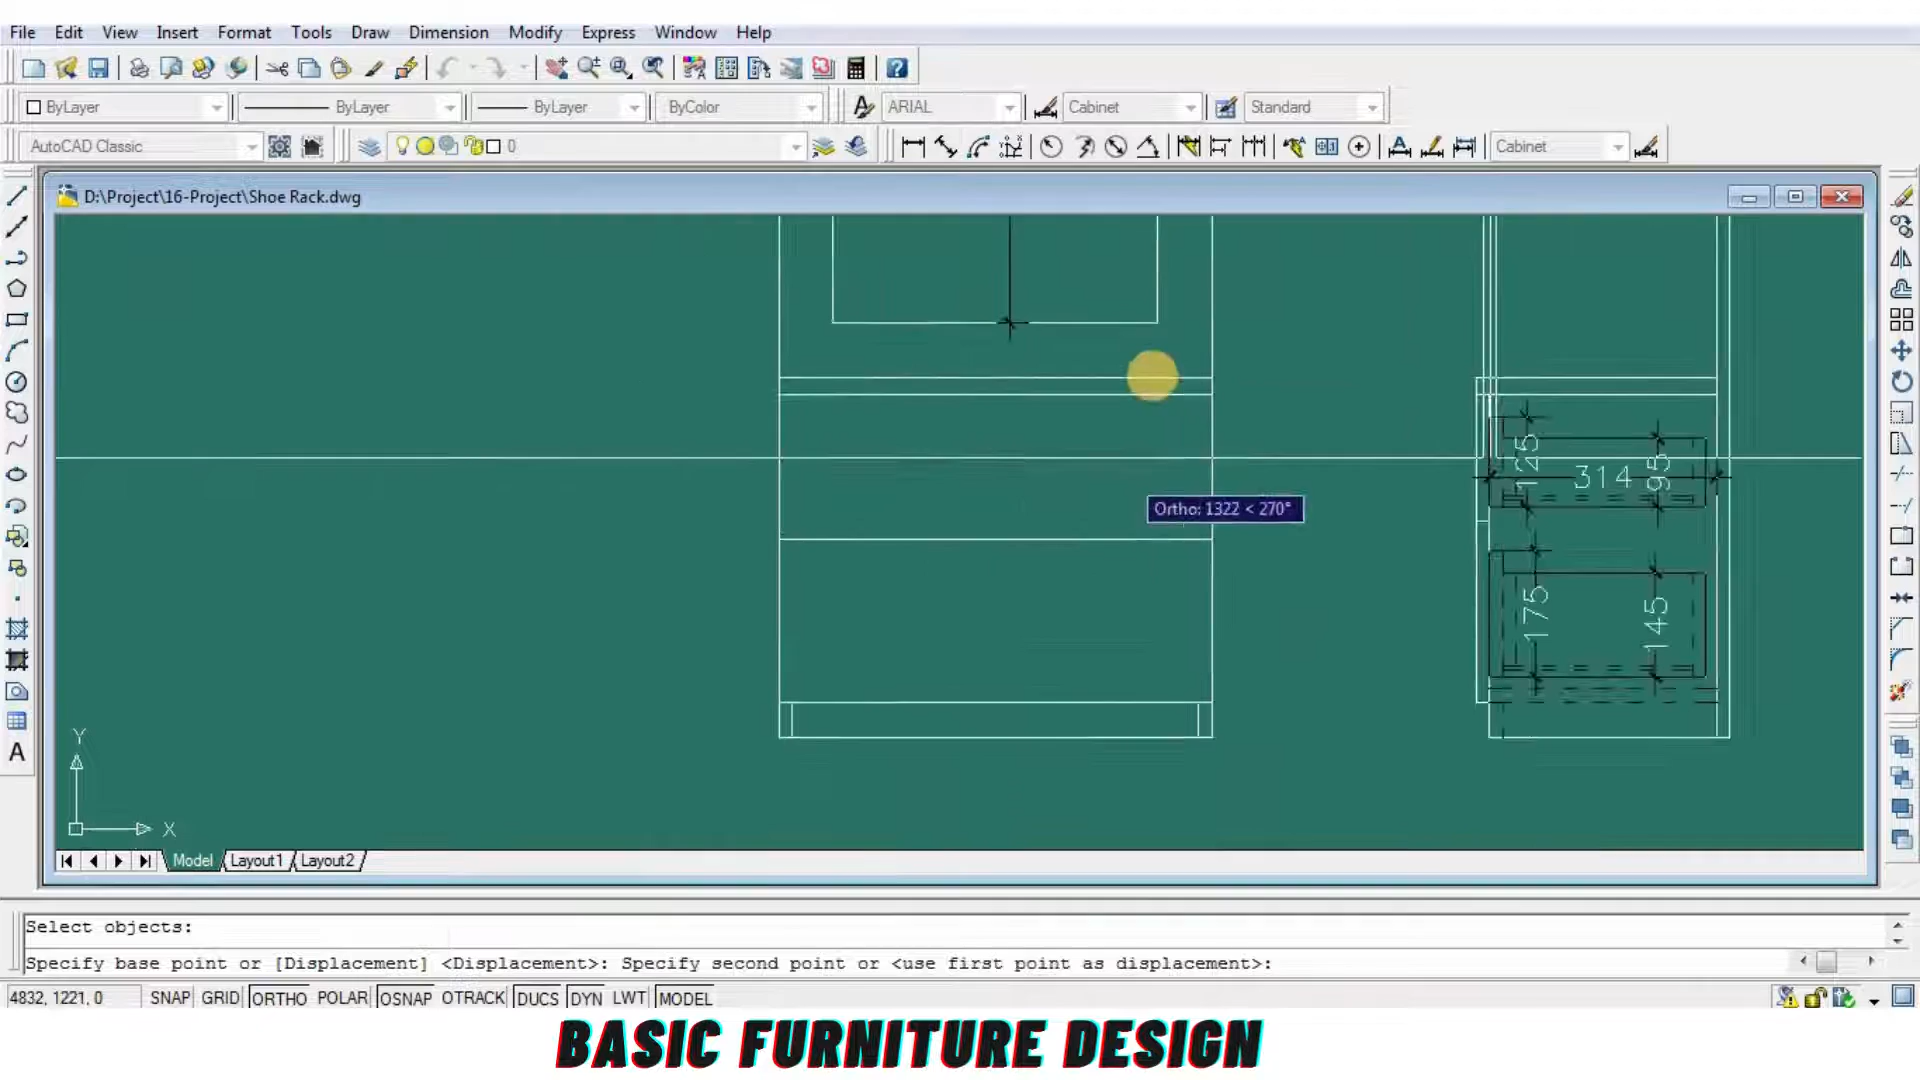 File Edit View Insert Format Tools Draw Dimension Modify Express Window Help
ByLayer ByLayer ByLayer ByColor ARIAL Cabinet Standard
AutoCAD Classic 0 Cabinet
D:\Project\16-Project\Shoe Rack.dwg
125 314 95
Ortho: 1322 < 270°
175 145
Y
X
A
Model Layout1 Layout2
Select objects:
Specify base point or [Displacement] <Displacement>: Specify second point or <use first point as displacement>:
4832, 1221, 0 SNAP GRID ORTHO POLAR OSNAP OTRACK DUCS DYN LWT MODEL
BASIC FURNITURE DESIGN